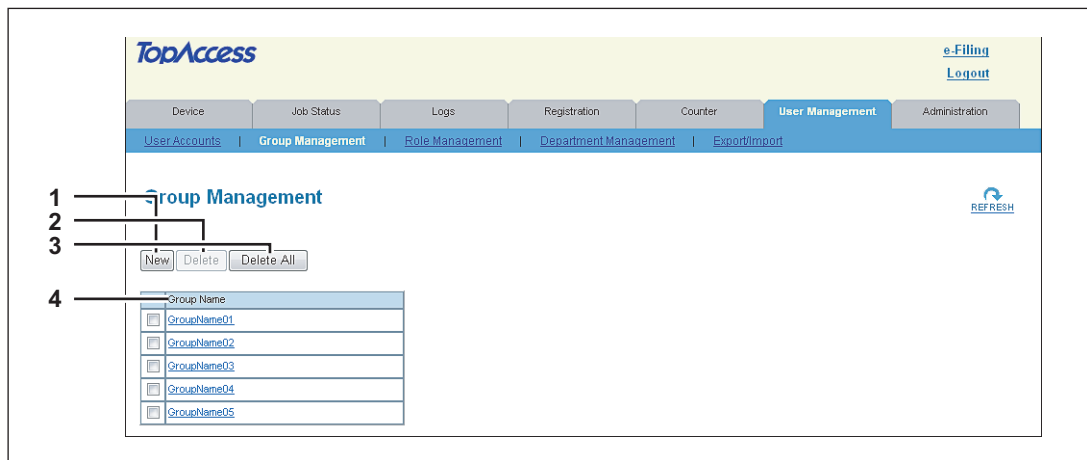 TopAccess
e-Filing
Logout
Device Job Status Logs Registration Counter User Management Administration
User Accounts | Group Management | Role Management | Department Management | Export/Import
Group Management
REFRESH
1
2
3
New Delete Delete All
4
Group Name
GroupName01
GroupName02
GroupName03
GroupName04
GroupName05